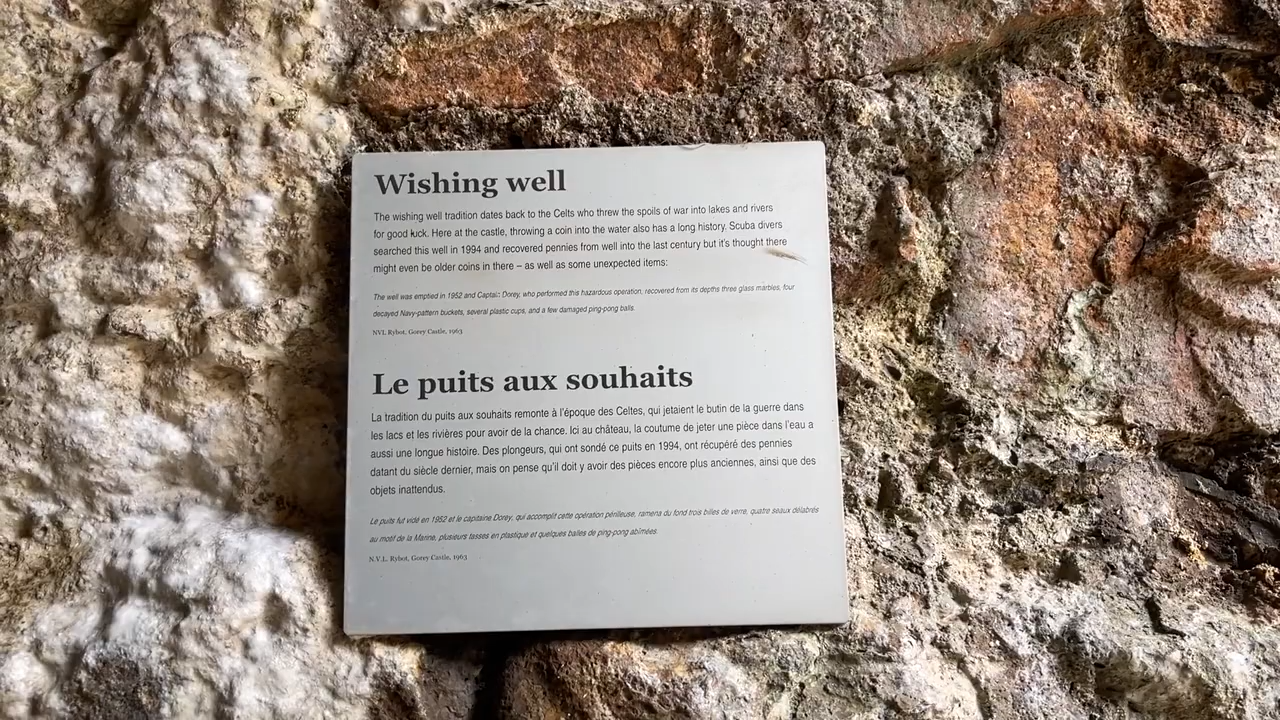 Wishing well
The wishing well tradition dates back to the Celts who threw the spoils of war into lakes and rivers
for good luck. Here at the castle, throwing a coin into the water also has a long history. Scuba divers
searched this well in 1994 and recovered pennies from well into the last century but it's thought there
might even be older coins in there – as well as some unexpected items:
The well was emptied in 1952 and Captain Dorey, who performed this hazardous operation, recovered from its depths three glass marbles, four
decayed Navy-pattern buckets, several plastic cups, and a few damaged ping-pong balls.
NVL Rybot, Gorey Castle, 1963
Le puits aux souhaits
La tradition du puits aux souhaits remonte à l'époque des Celtes, qui jetaient le butin de la guerre dans
les lacs et les rivières pour avoir de la chance. Ici au château, la coutume de jeter une pièce dans l'eau a
aussi une longue histoire. Des plongeurs, qui ont sondé ce puits en 1994, ont récupéré des pennies
datant du siècle dernier, mais on pense qu'il doit y avoir des pièces encore plus anciennes, ainsi que des
objets inattendus.
Le puits fut vidé en 1952 et le capitaine Dorey, qui accomplit cette opération périlleuse, ramena du fond trois billes de verre, quatre seaux délabrés
au motif de la Marine, plusieurs tasses en plastique et quelques balles de ping-pong abîmées.
N.V.L. Rybot, Gorey Castle, 1963